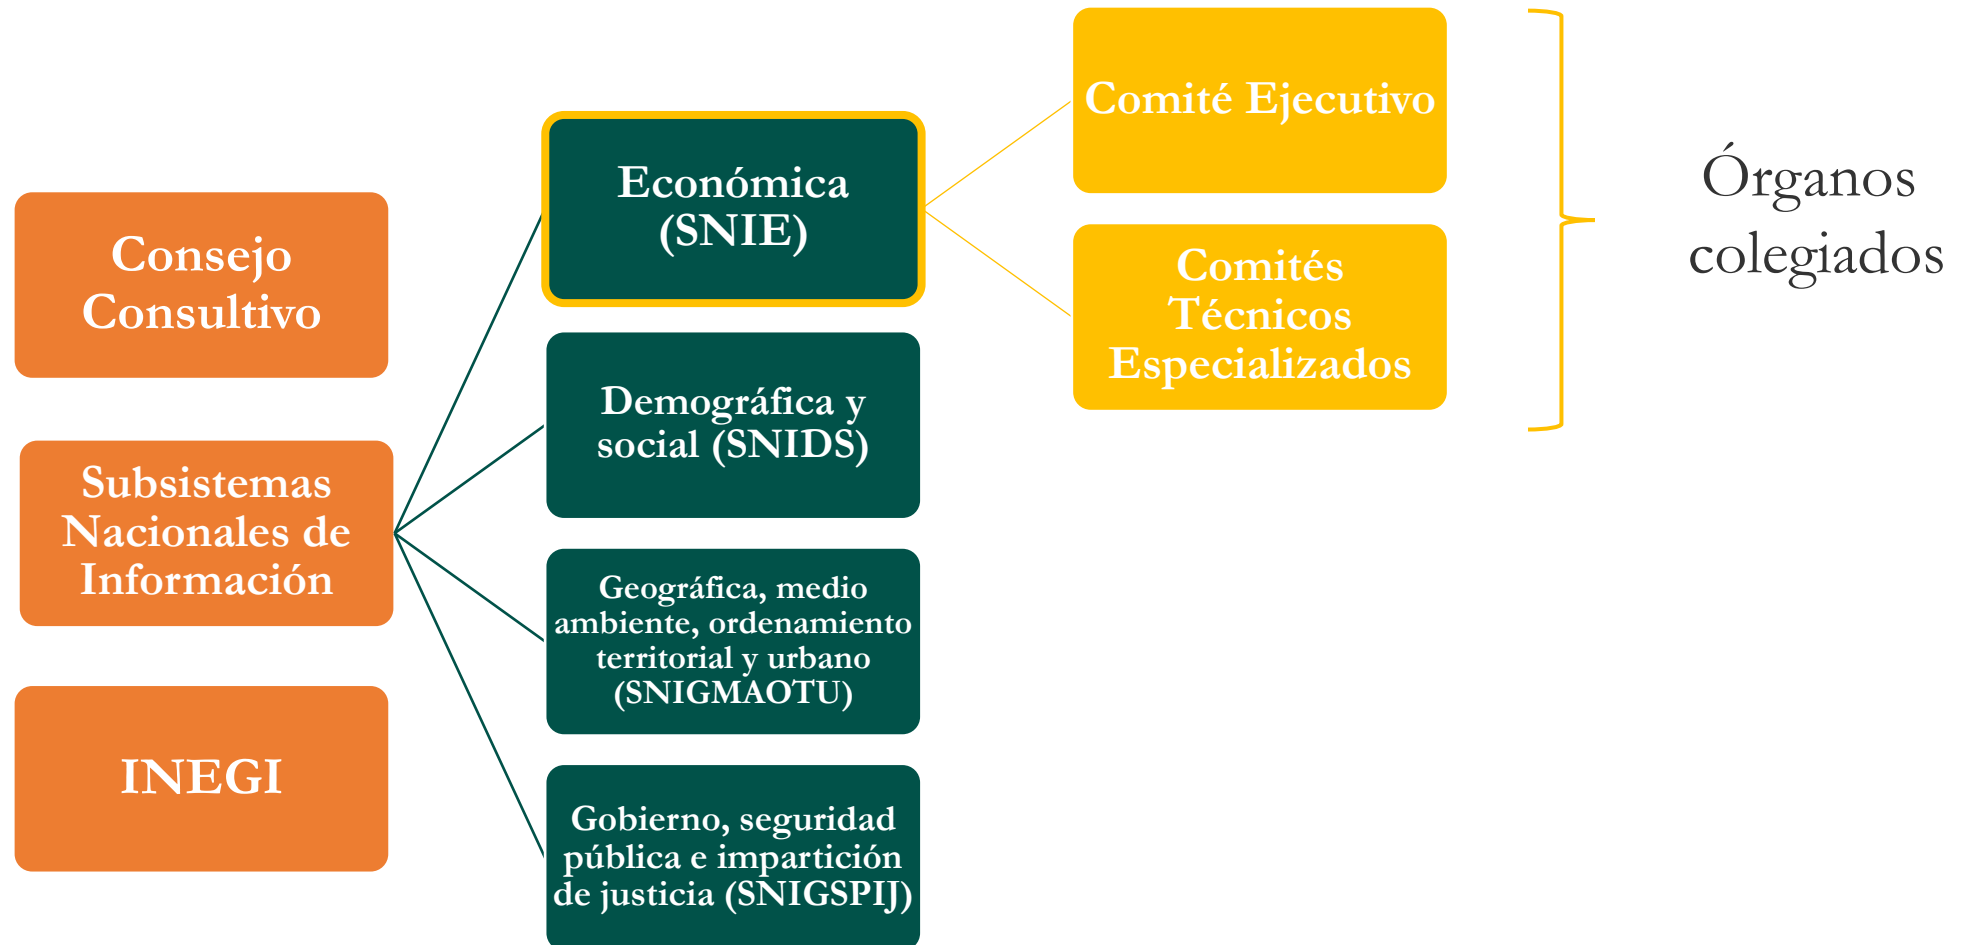 Consejo
Consultivo
Subsistemas
Nacionales de
Información
INEGI
Económica
(SNIE)
Demográfica y
social (SNIDS)
Geográfica, medio
ambiente, ordenamiento
territorial y urbano
(SNIGMAOTU)
Gobierno, seguridad
pública e impartición
de justicia (SNIGSPIJ)
Comité Ejecutivo
Comités
Técnicos
Especializados
Órganos
colegiados